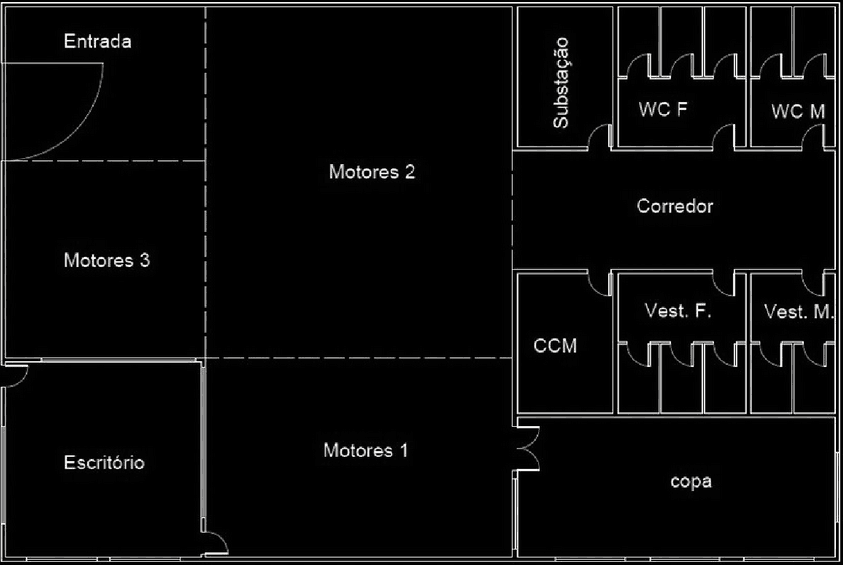 Entrada
Substação
WC F
WC M
Motores 2
Corredor
Motores 3
Vest. F.
Vest. M.
CCM
Escritório
Motores 1
copa